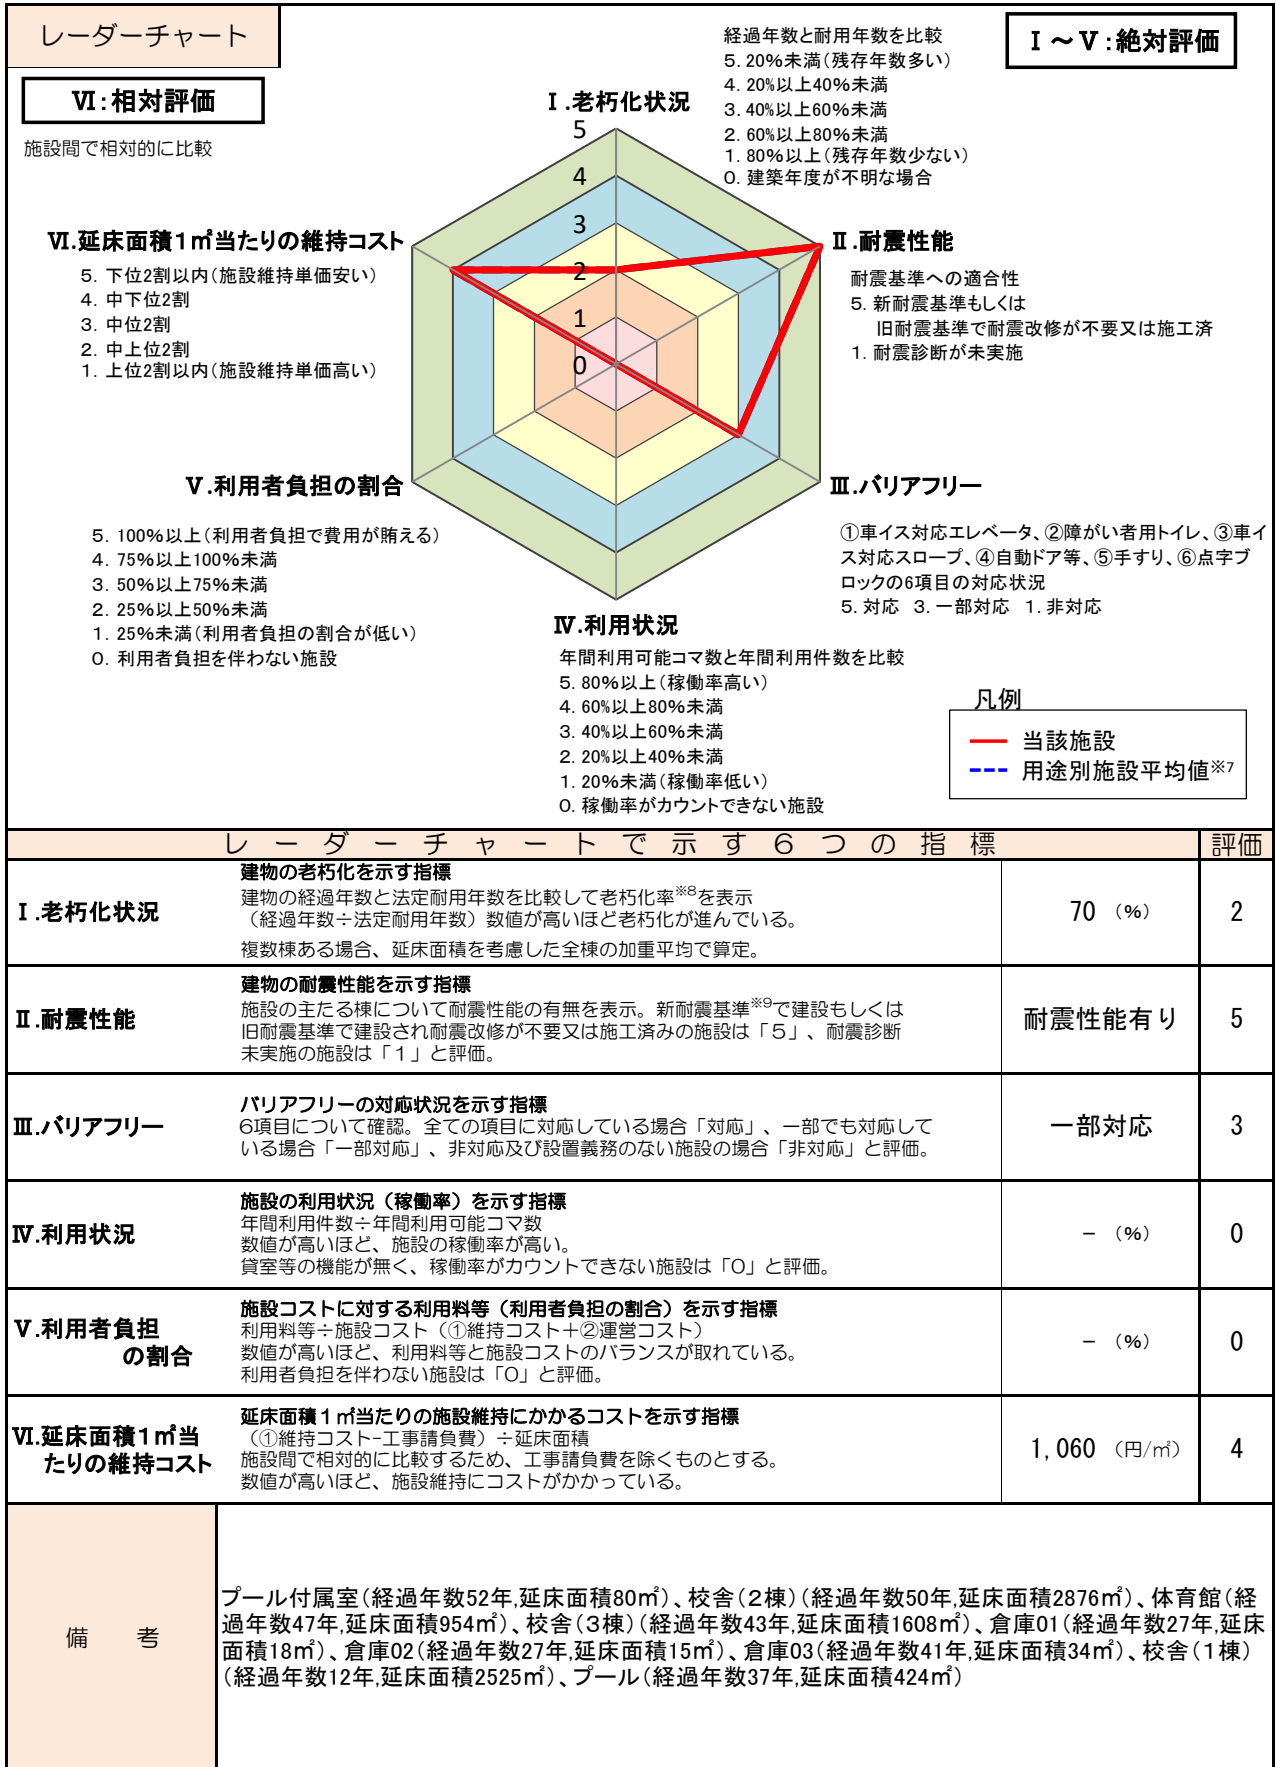 レーダーチャート
Ⅰ～Ⅴ:絶対評価
Ⅵ:相対評価
施設間で相対的に比較
経過年数と耐用年数を比較
5. 20%未満(残存年数多い)
4. 20%以上40%未満
3. 40%以上60%未満
2. 60%以上80%未満
1. 80%以上(残存年数少ない)
0. 建築年度が不明な場合
Ⅰ.老朽化状況
5
4
3
2
1
0
Ⅱ.耐震性能
耐震基準への適合性
5. 新耐震基準もしくは
旧耐震基準で耐震改修が不要又は施工済
1. 耐震診断が未実施
Ⅵ.延床面積1㎡当たりの維持コスト
5. 下位2割以内(施設維持単価安い)
4. 中下位2割
3. 中位2割
2. 中上位2割
1. 上位2割以内(施設維持単価高い)
Ⅴ.利用者負担の割合
5. 100%以上(利用者負担で費用が賄える)
4. 75%以上100%未満
3. 50%以上75%未満
2. 25%以上50%未満
1. 25%未満(利用者負担の割合が低い)
0. 利用者負担を伴わない施設
Ⅲ.バリアフリー
①車イス対応エレベータ、②障がい者用トイレ、③車イ
ス対応スロープ、④自動ドア等、⑤手すり、⑥点字ブ
ロックの6項目の対応状況
5. 対応 3. 一部対応 1. 非対応
Ⅳ.利用状況
年間利用可能コマ数と年間利用件数を比較
5. 80%以上(稼働率高い)
4. 60%以上80%未満
3. 40%以上60%未満
2. 20%以上40%未満
1. 20%未満(稼働率低い)
0. 稼働率がカウントできない施設
凡例
当該施設
用途別施設平均値※7
レーダーチャートで示す6つの指標 評価
Ⅰ.老朽化状況
建物の老朽化を示す指標
建物の経過年数と法定耐用年数を比較して老朽化率※8を表示
(経過年数÷法定耐用年数)数値が高いほど老朽化が進んでいる。
複数棟ある場合、延床面積を考慮した全棟の加重平均で算定。
70 (%) 2
Ⅱ.耐震性能
建物の耐震性能を示す指標
施設の主たる棟について耐震性能の有無を表示。新耐震基準※9で建設もしくは
旧耐震基準で建設され耐震改修が不要又は施工済みの施設は「5」、耐震診断
未実施の施設は「1」と評価。
耐震性能有り 5
Ⅲ.バリアフリー
バリアフリーの対応状況を示す指標
6項目について確認。全ての項目に対応している場合「対応」、一部でも対応して
いる場合「一部対応」、非対応及び設置義務のない施設の場合「非対応」と評価。
一部対応 3
Ⅳ.利用状況
施設の利用状況(稼働率)を示す指標
年間利用件数÷年間利用可能コマ数
数値が高いほど、施設の稼働率が高い。
貸室等の機能が無く、稼働率がカウントできない施設は「0」と評価。
- (%) 0
Ⅴ.利用者負担
の割合
施設コストに対する利用料等(利用者負担の割合)を示す指標
利用料等÷施設コスト(①維持コスト+②運営コスト)
数値が高いほど、利用料等と施設コストのバランスが取れている。
利用者負担を伴わない施設は「0」と評価。
- (%) 0
Ⅵ.延床面積1㎡当
たりの維持コスト
延床面積1㎡当たりの施設維持にかかるコストを示す指標
(①維持コスト-工事請負費)÷延床面積
施設間で相対的に比較するため、工事請負費を除くものとする。
数値が高いほど、施設維持にコストがかかっている。
1,060 (円/㎡) 4
備 考
プール付属室(経過年数52年,延床面積80㎡)、校舎(2棟)(経過年数50年,延床面積2876㎡)、体育館(経
過年数47年,延床面積954㎡)、校舎(3棟)(経過年数43年,延床面積1608㎡)、倉庫01(経過年数27年,延床
面積18㎡)、倉庫02(経過年数27年,延床面積15㎡)、倉庫03(経過年数41年,延床面積34㎡)、校舎(1棟)
(経過年数12年,延床面積2525㎡)、プール(経過年数37年,延床面積424㎡)